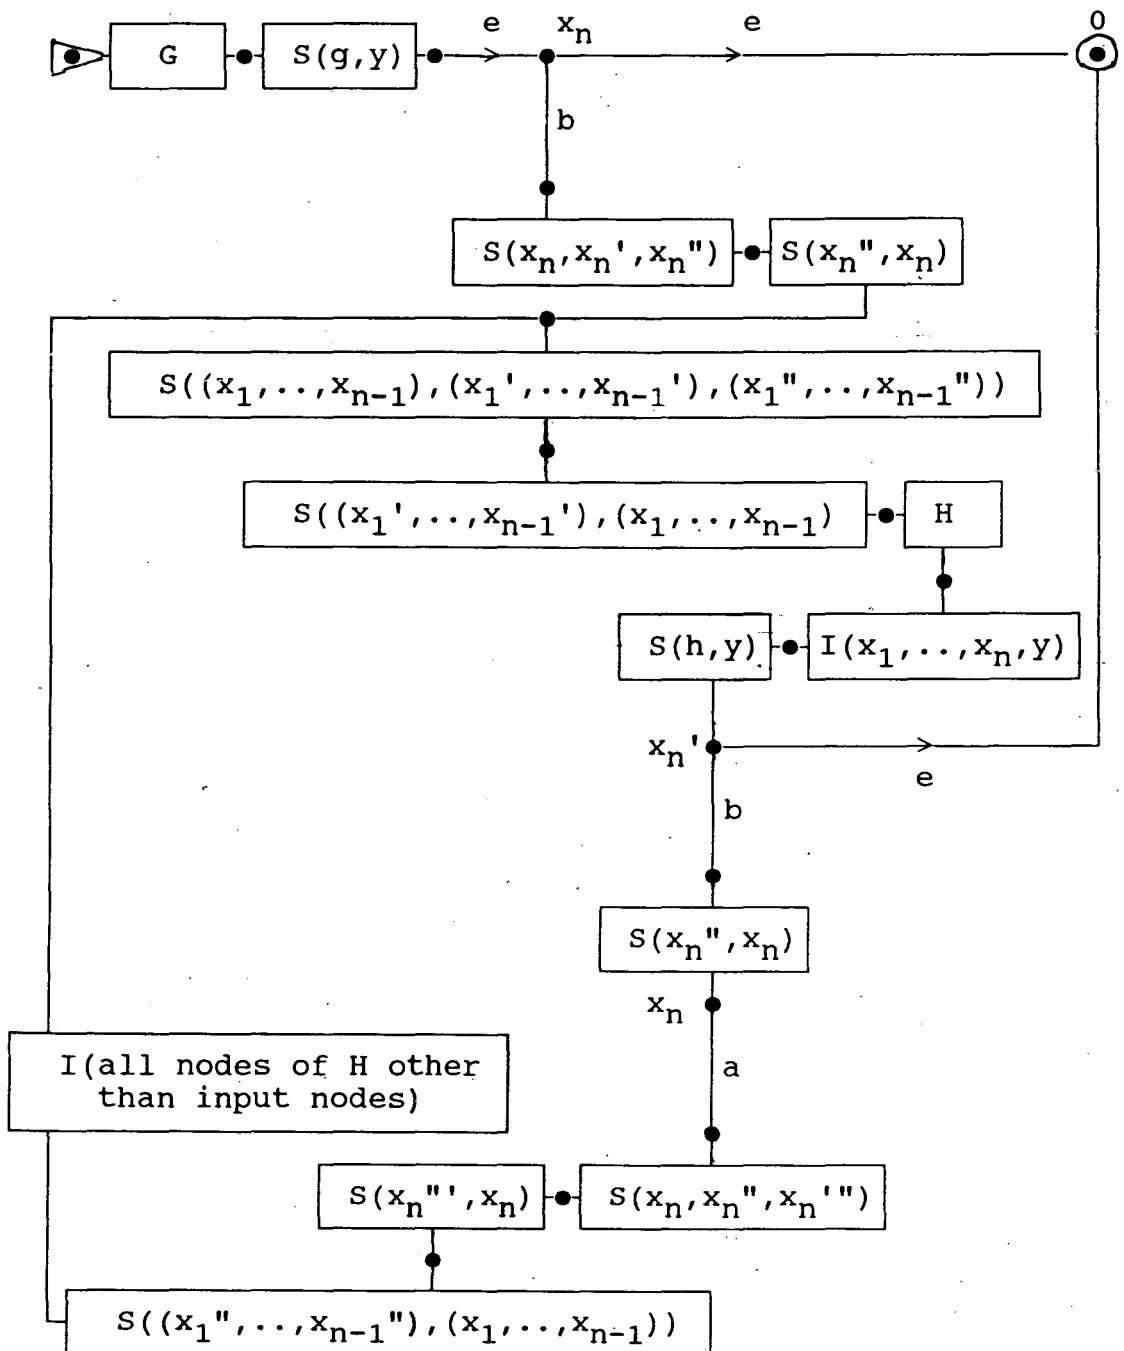 e x_n e 0
G S(g,y)
b
S(x_n,x_n',x_n") S(x_n",x_n)
S((x_1,..,x_{n-1}),(x_1',..,x_{n-1}'),(x_1",..,x_{n-1}"))
S((x_1',..,x_{n-1}'),(x_1,..,x_{n-1}) H
S(h,y) I(x_1,..,x_n,y)
x_n'
e
b
S(x_n",x_n)
x_n
I(all nodes of H other
than input nodes)
a
S(x_n"',x_n) S(x_n,x_n",x_n'")
S((x_1",..,x_{n-1}"),(x_1,..,x_{n-1}))